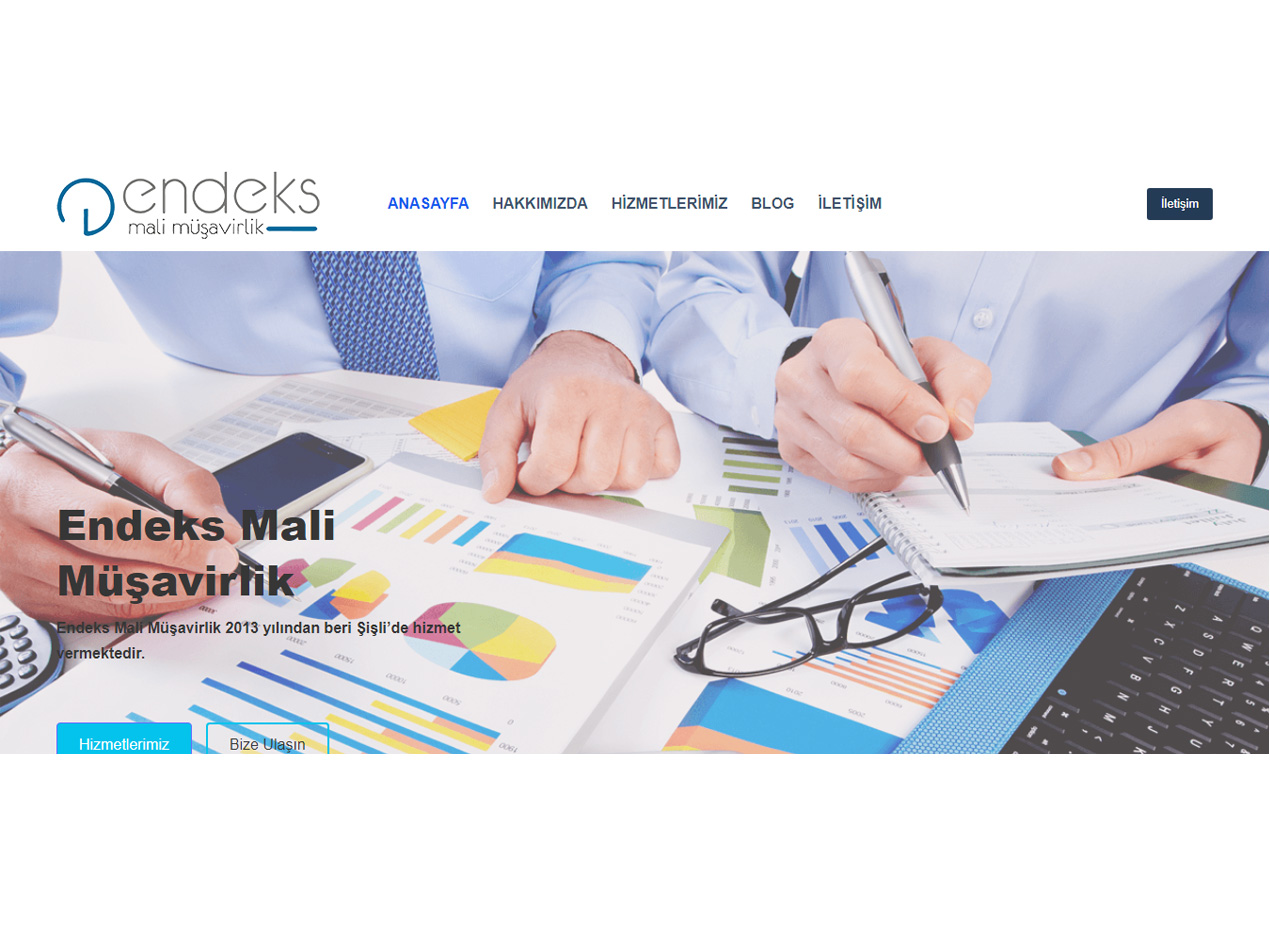 endeks
mali müşavirlik
ANASAYFA HAKKIMIZDA HİZMETLERİMİZ BLOG İLETİŞİM
İletişim
Endeks Mali
Müşavirlik
Endeks Mali Müşavirlik 2013 yılından beri Şişli’de hizmet
vermektedir.
Hizmetlerimiz
Bize Ulaşın